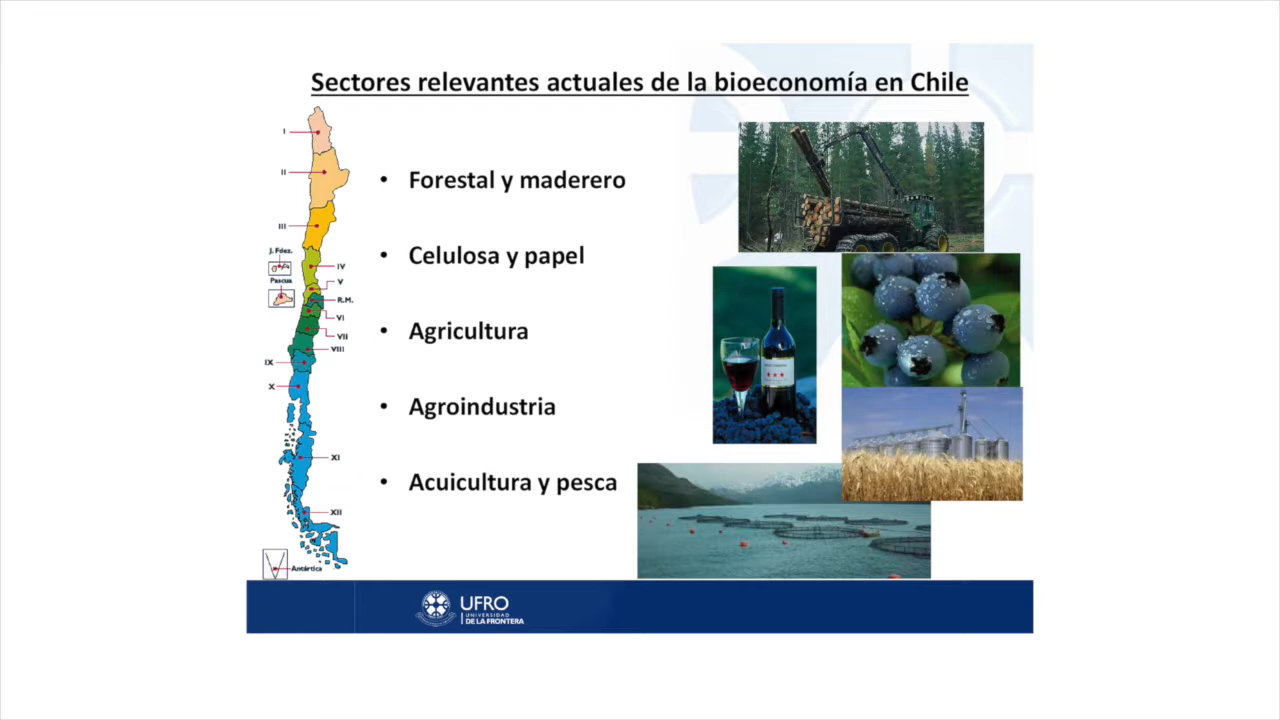 Sectores relevantes actuales de la bioeconomía en Chile
I
II
III
J. Fdez.
Pascua
IV
V
R.M.
VI
VII
VIII
IX
X
XI
XII
Antártica
• Forestal y maderero
• Celulosa y papel
• Agricultura
• Agroindustria
• Acuicultura y pesca
UFRO
UNIVERSIDAD
DE LA FRONTERA